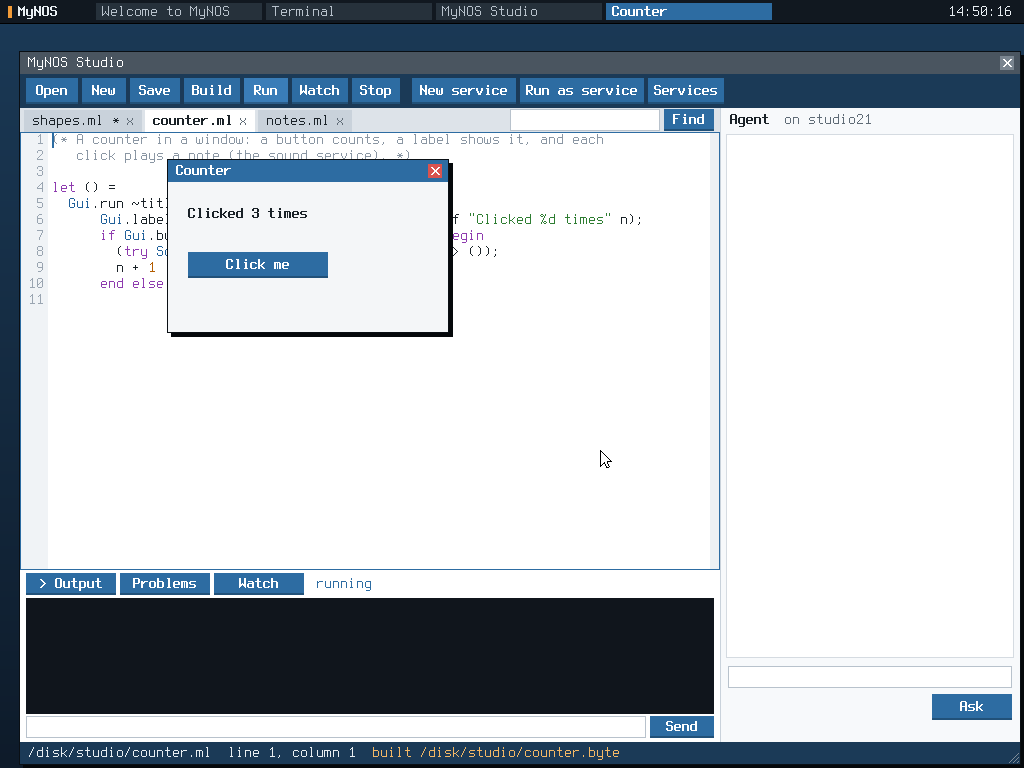 MyNOS Welcome to MyNOS Terminal MyNOS Studio Counter 14:50:16
MyNOS Studio
Open New Save Build Run Watch Stop New service Run as service Services
shapes.ml * × counter.ml × notes.ml × Find Agent on studio21
1 (* A counter in a window: a button counts, a label shows it, and each
2 click plays a note (the sound service). *)
3
4 let () =
5 Gui.run ~titl
6 Gui.label f "Clicked %d times" n);
7 if Gui.bu egin
8 (try So > ());
9 n + 1
10 end else
11
Counter
Clicked 3 times
Click me
> Output Problems Watch running
Send
Ask
/disk/studio/counter.ml line 1, column 1 built /disk/studio/counter.byte